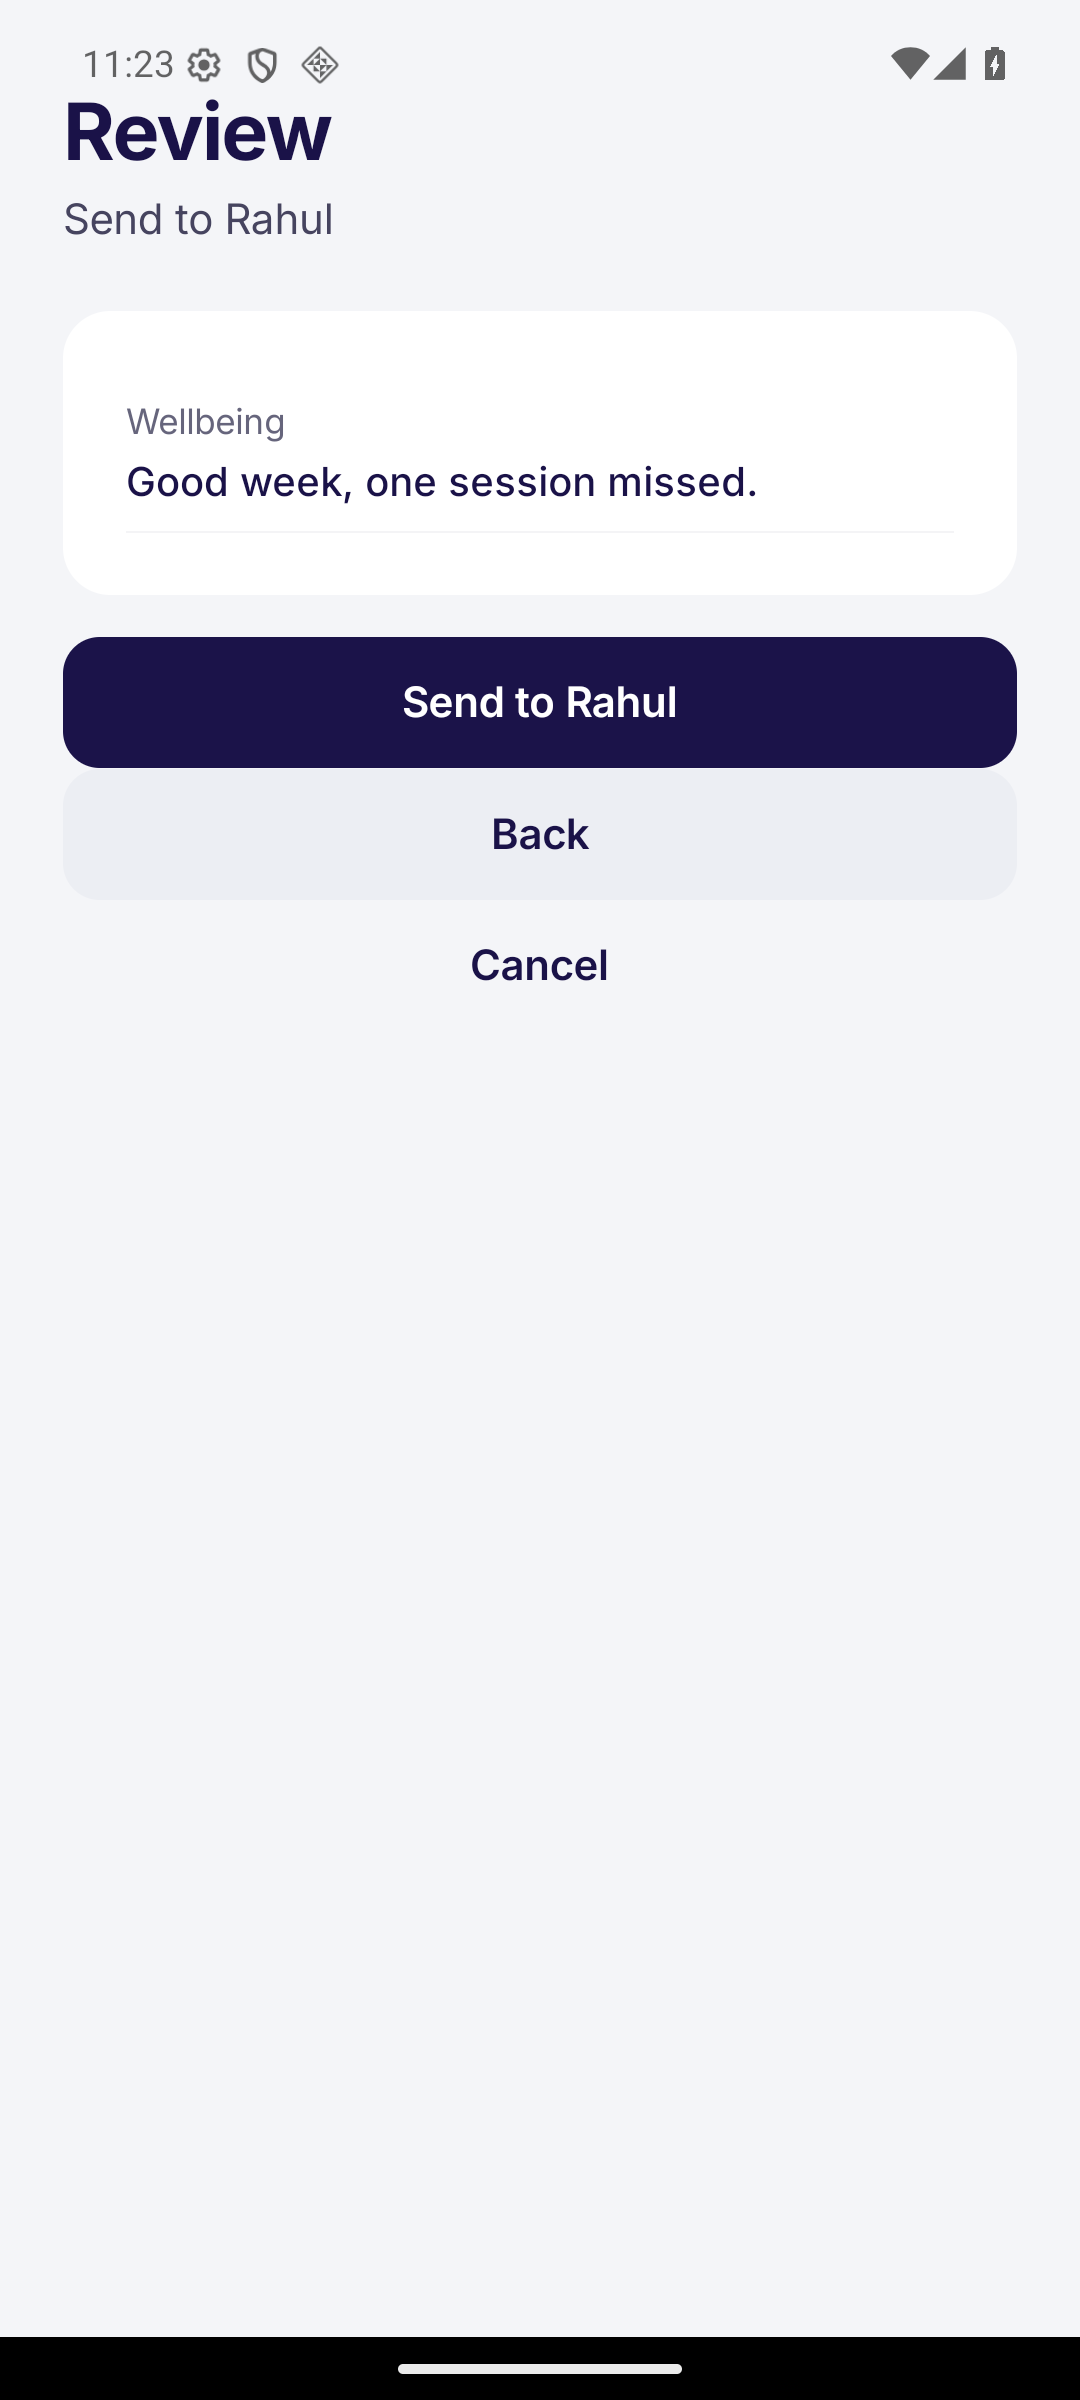 11:23
Review
Send to Rahul
Wellbeing
Good week, one session missed.
Send to Rahul
Back
Cancel